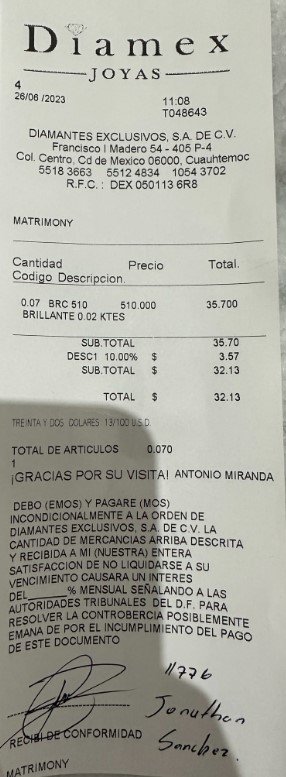 Diamex
JOYAS
4
26/06 /2023 11:08
T048643
DIAMANTES EXCLUSIVOS, S.A. DE C.V.
Francisco I Madero 54 - 405 P-4
Col. Centro, Cd de Mexico 06000, Cuauhtemoc
5518 3663 5512 4834 1054 3702
R.F.C. : DEX 050113 6R8
MATRIMONY
Cantidad Precio Total.
Codigo Descripcion.
0.07 BRC 510 510.000 35.700
BRILLANTE 0.02 KTES
SUB.TOTAL 35.70
DESC1 10.00% $ 3.57
SUB.TOTAL $ 32.13
TOTAL $ 32.13
TREINTA Y DOS DOLARES 13/100 U.S.D.
TOTAL DE ARTICULOS 0.070
1
¡GRACIAS POR SU VISITA! ANTONIO MIRANDA
DEBO (EMOS) Y PAGARE (MOS)
INCONDICIONALMENTE A LA ORDEN DE
DIAMANTES EXCLUSIVOS, S.A. DE C.V. LA
CANTIDAD DE MERCANCIAS ARRIBA DESCRITA
Y RECIBIDA A MI (NUESTRA) ENTERA
SATISFACCION DE NO LIQUIDARSE A SU
VENCIMIENTO CAUSARA UN INTERES
DEL______% MENSUAL SEÑALANDO A LAS
AUTORIDADES TRIBUNALES DEL D.F. PARA
RESOLVER LA CONTROBERCIA POSIBLEMENTE
EMANA DE POR EL INCUMPLIMIENTO DEL PAGO
DE ESTE DOCUMENTO
11776
Jonathan
Sanchez.
RECIBI DE CONFORMIDAD
MATRIMONY